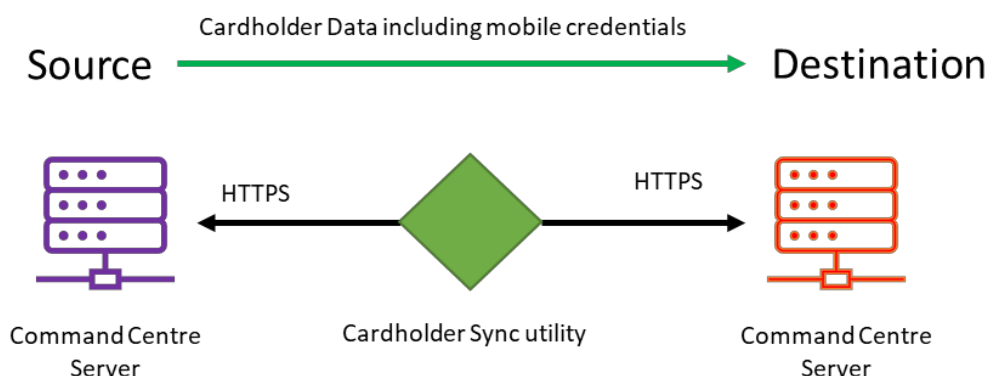 Cardholder Data including mobile credentials
Source
Destination
HTTPS
HTTPS
Command Centre
Server
Cardholder Sync utility
Command Centre
Server